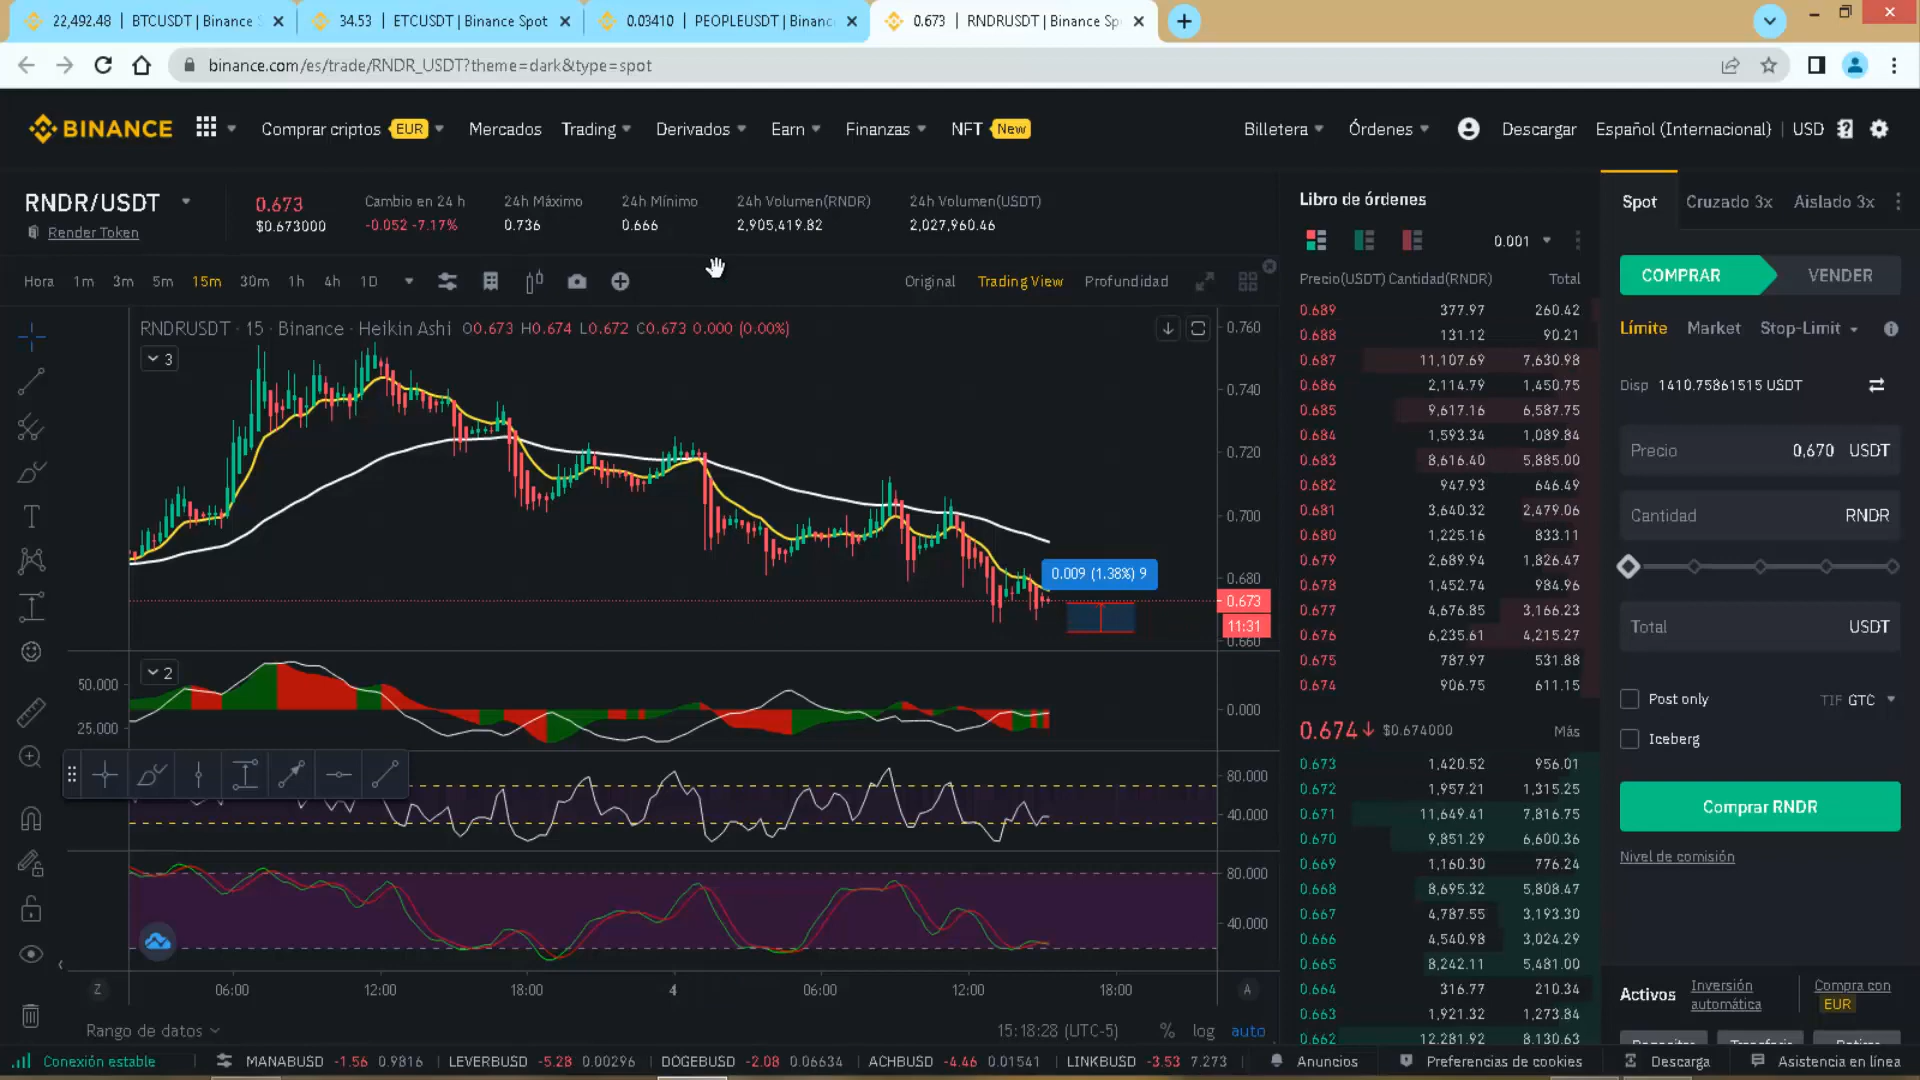 22,492.48 | BTCUSDT | Binance S
34.53 | ETCUSDT | Binance Spot
0.03410 | PEOPLEUSDT | Binanc
0.673 | RNDRUSDT | Binance Sp
binance.com/es/trade/RNDR_USDT?theme=dark&type=spot
BINANCE
Comprar criptos EUR
Mercados
Trading
Derivados
Earn
Finanzas
NFT New
Billetera
Órdenes
Descargar
Español (Internacional) | USD
RNDR/USDT
Render Token
0.673
$0.673000
Cambio en 24 h
-0.052 -7.17%
24h Máximo
0.736
24h Mínimo
0.666
24h Volumen(RNDR)
2,905,419.82
24h Volumen(USDT)
2,027,960.46
Hora 1m 3m 5m 15m 30m 1h 4h 1D
Original Trading View Profundidad
RNDRUSDT · 15 · Binance · Heikin Ashi O0.673 H0.674 L0.672 C0.673 0.000 (0.00%)
3
0.760
0.740
0.720
0.700
0.680
0.009 (1.38%) 9
0.673
11:31
0.660
2
50.000
25.000
0.000
80.000
40.000
80.000
40.000
Z 06:00 12:00 18:00 4 06:00 12:00 18:00 A
Rango de datos
15:18:28 (UTC-5) % log auto
Libro de órdenes
0.001
Precio(USDT) Cantidad(RNDR) Total
0.689 377.97 260.42
0.688 131.12 90.21
0.687 11,107.69 7,630.98
0.686 2,114.79 1,450.75
0.685 9,617.16 6,587.75
0.684 1,593.34 1,089.84
0.683 8,616.40 5,885.00
0.682 947.93 646.49
0.681 3,640.32 2,479.06
0.680 1,225.16 833.11
0.679 2,689.94 1,826.47
0.678 1,452.74 984.96
0.677 4,676.85 3,166.23
0.676 6,235.61 4,215.27
0.675 787.97 531.88
0.674 906.75 611.15
0.674 $0.674000 Más
0.673 1,420.52 956.01
0.672 1,957.21 1,315.25
0.671 11,649.41 7,816.75
0.670 9,851.29 6,600.36
0.669 1,160.30 776.24
0.668 8,695.32 5,808.47
0.667 4,787.55 3,193.30
0.666 4,540.98 3,024.29
0.665 8,242.11 5,481.00
0.664 316.77 210.34
0.663 1,921.32 1,273.84
0.662 12,281.92 8,130.63
Spot Cruzado 3x Aislado 3x
COMPRAR VENDER
Límite Market Stop-Limit
Disp 1410.75861515 USDT
Precio 0,670 USDT
Cantidad RNDR
Total USDT
Post only TIF GTC
Iceberg
Comprar RNDR
Nivel de comisión
Activos
Inversión automática
Compra con EUR
Conexión estable
MANABUSD -1.56 0.9816 | LEVERBUSD -5.28 0.00296 | DOGEBUSD -2.08 0.06634 | ACHBUSD -4.46 0.01541 | LINKBUSD -3.53 7.273
Anuncios
Preferencias de cookies
Descarga
Asistencia en línea